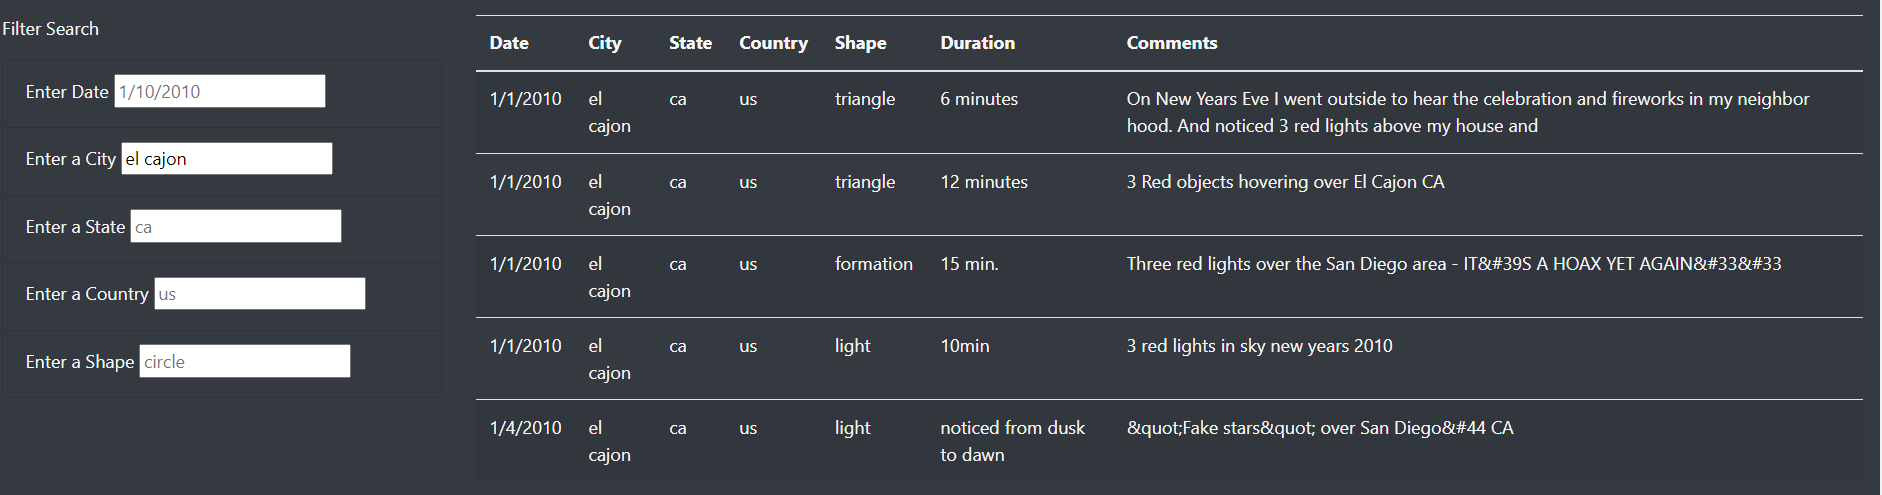 Filter Search
Enter Date 1/10/2010
Enter a City el cajon
Enter a State ca
Enter a Country us
Enter a Shape circle
Date City State Country Shape Duration Comments
1/1/2010 el ca us triangle 6 minutes On New Years Eve I went outside to hear the celebration and fireworks in my neighbor
cajon hood. And noticed 3 red lights above my house and
1/1/2010 el ca us triangle 12 minutes 3 Red objects hovering over El Cajon CA
cajon
1/1/2010 el ca us formation 15 min. Three red lights over the San Diego area - IT&#39S A HOAX YET AGAIN&#33&#33
cajon
1/1/2010 el ca us light 10min 3 red lights in sky new years 2010
cajon
1/4/2010 el ca us light noticed from dusk &quot;Fake stars&quot; over San Diego&#44 CA
cajon to dawn